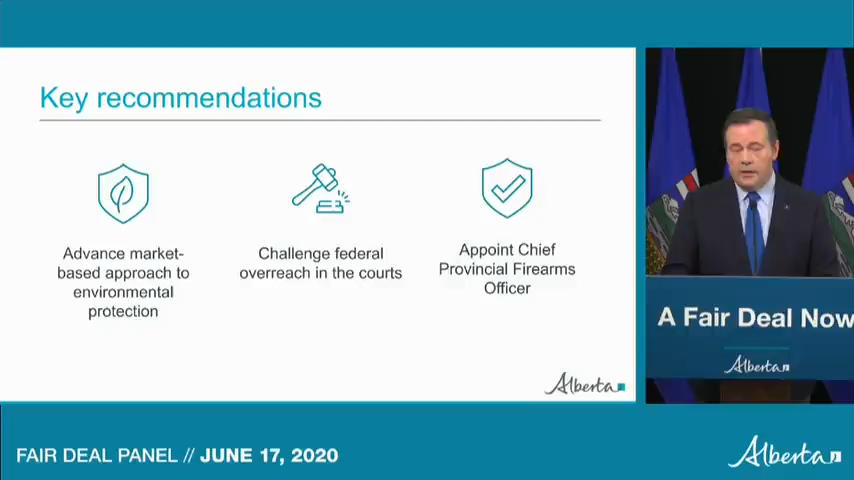 Key recommendations
Advance market-
based approach to
environmental
protection
Challenge federal
overreach in the courts
Appoint Chief
Provincial Firearms
Officer
Alberta
A Fair Deal Now
Alberta
FAIR DEAL PANEL // JUNE 17, 2020
Alberta